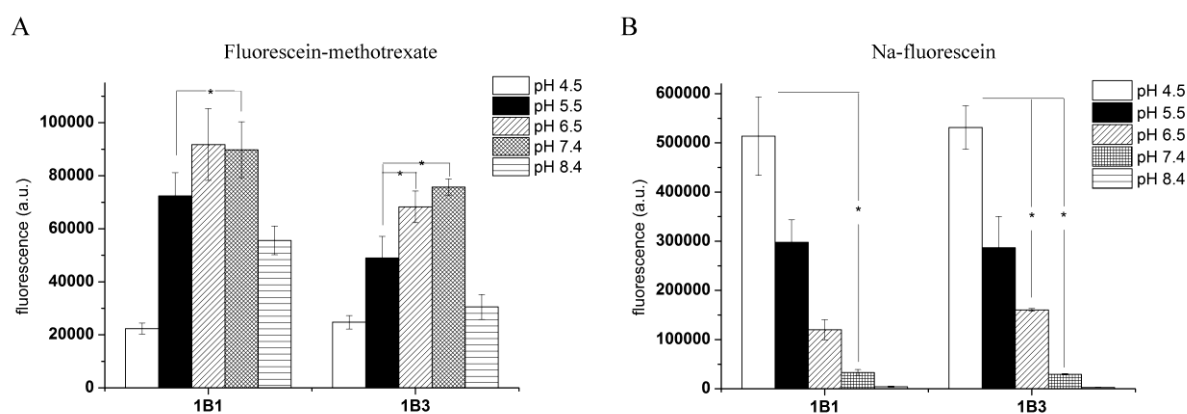 A
Fluorescein-methotrexate
pH 4.5
pH 5.5
pH 6.5
pH 7.4
pH 8.4
*
*
*
fluorescence (a.u.)
100000
80000
60000
40000
20000
0
1B1
1B3
B
Na-fluorescein
pH 4.5
pH 5.5
pH 6.5
pH 7.4
pH 8.4
*
*
*
fluorescence (a.u.)
600000
500000
400000
300000
200000
100000
0
1B1
1B3